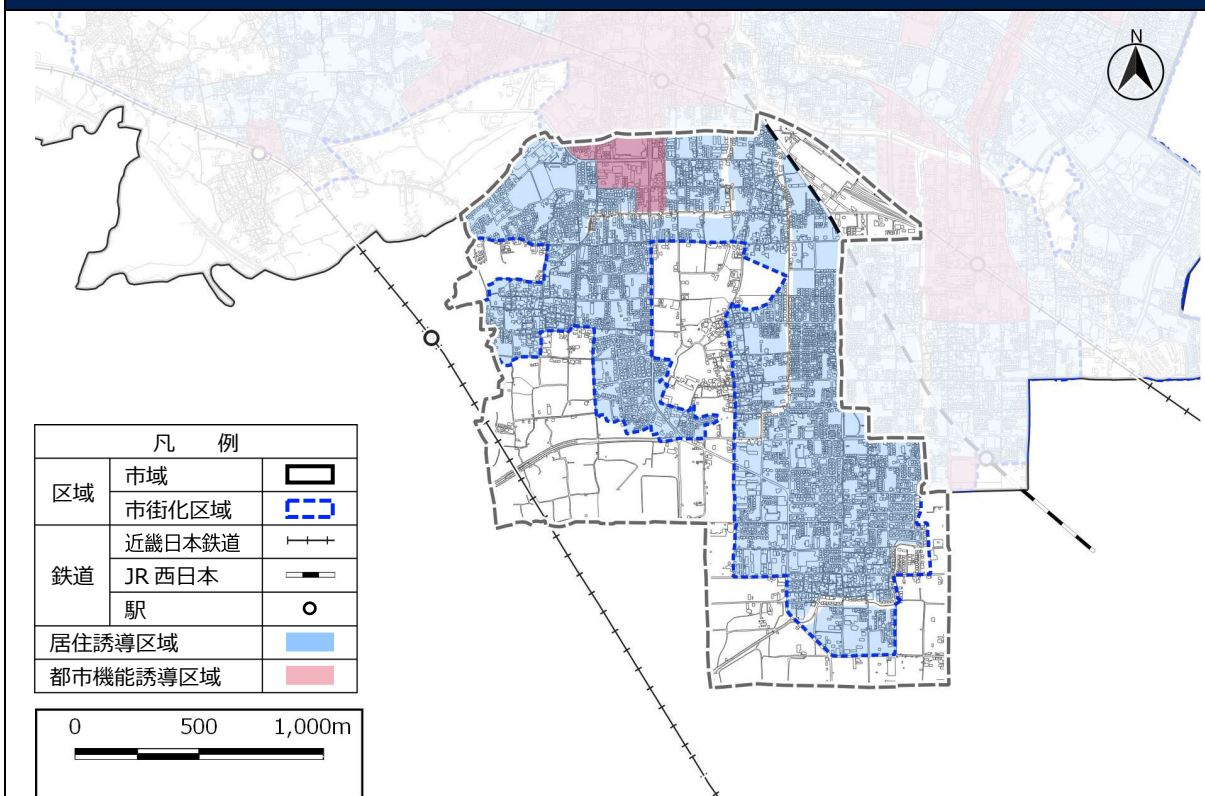 N
凡 例
区域
市域
市街化区域
鉄道
近畿日本鉄道
JR 西日本
駅
居住誘導区域
都市機能誘導区域
0 500 1,000m